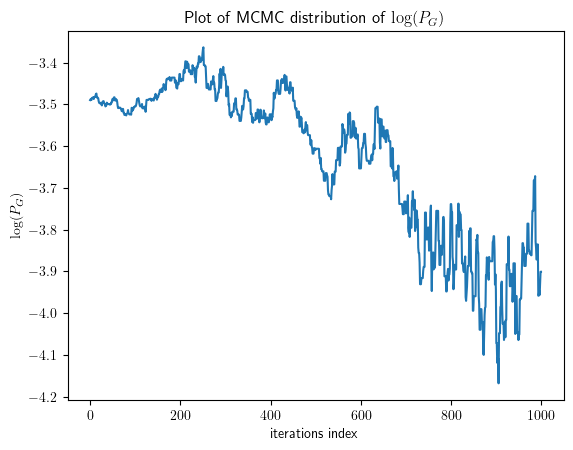 Plot of MCMC distribution of log(P_G)
log(P_G)
−3.4
−3.5
−3.6
−3.7
−3.8
−3.9
−4.0
−4.1
−4.2
0 200 400 600 800 1000
iterations index